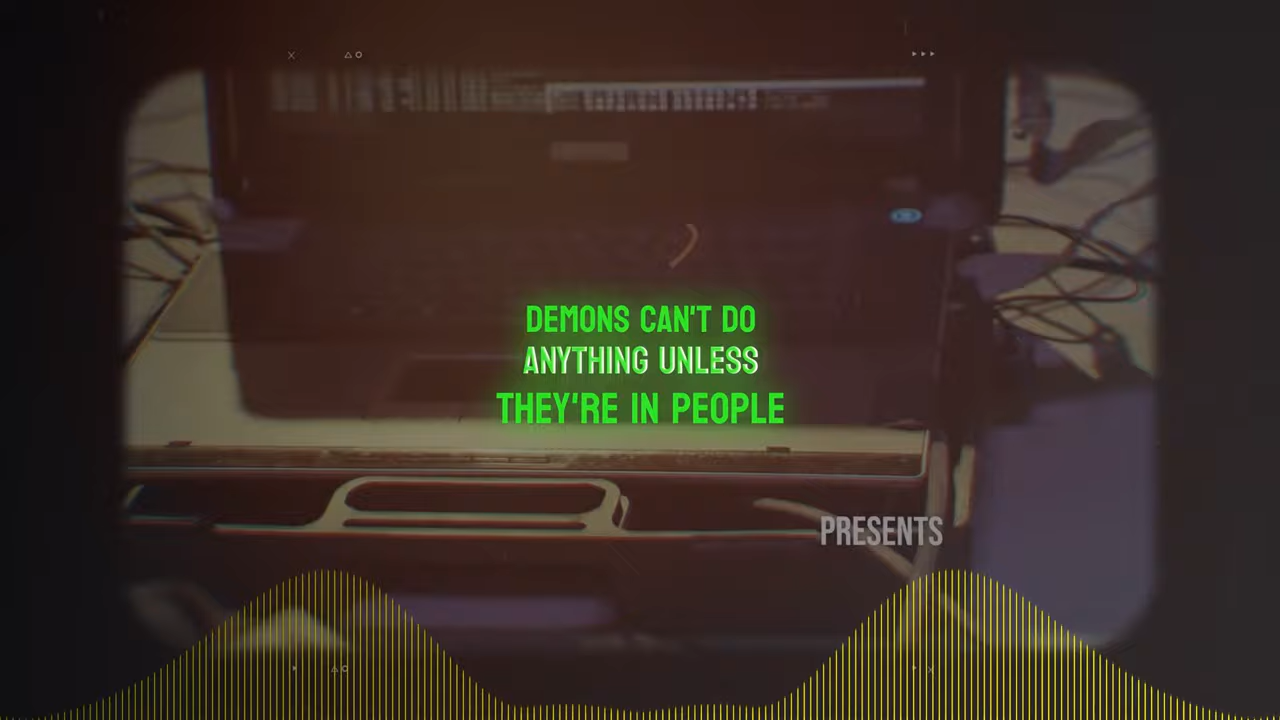 DEMONS CAN'T DO
ANYTHING UNLESS
THEY'RE IN PEOPLE
PRESENTS